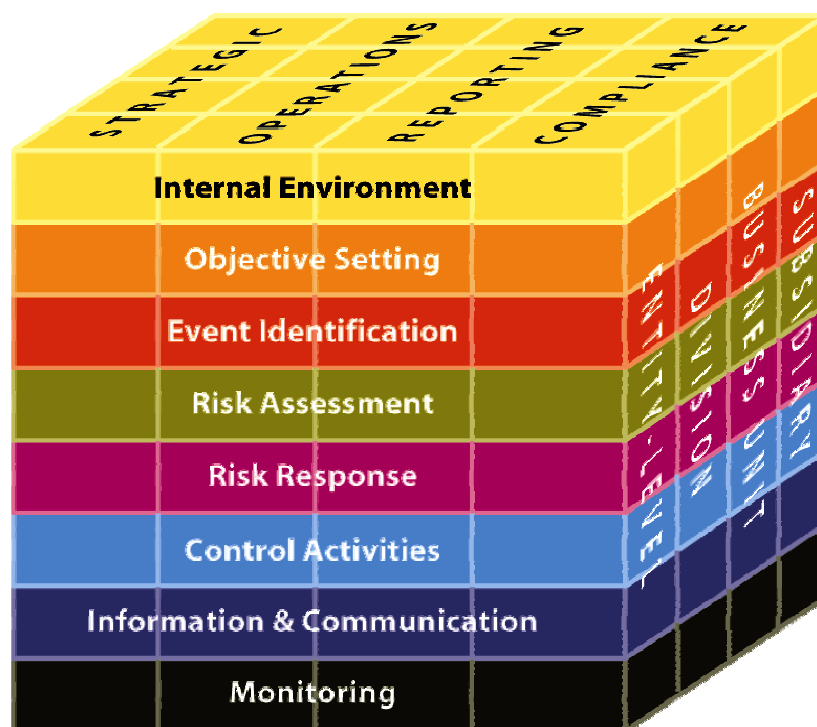 STRATEGIC
OPERATIONS
REPORTING
COMPLIANCE
Internal Environment
Objective Setting
Event Identification
Risk Assessment
Risk Response
Control Activities
Information & Communication
Monitoring
ENTITY-LEVEL
DIVISION
BUSINESS UNIT
SUBSIDIARY